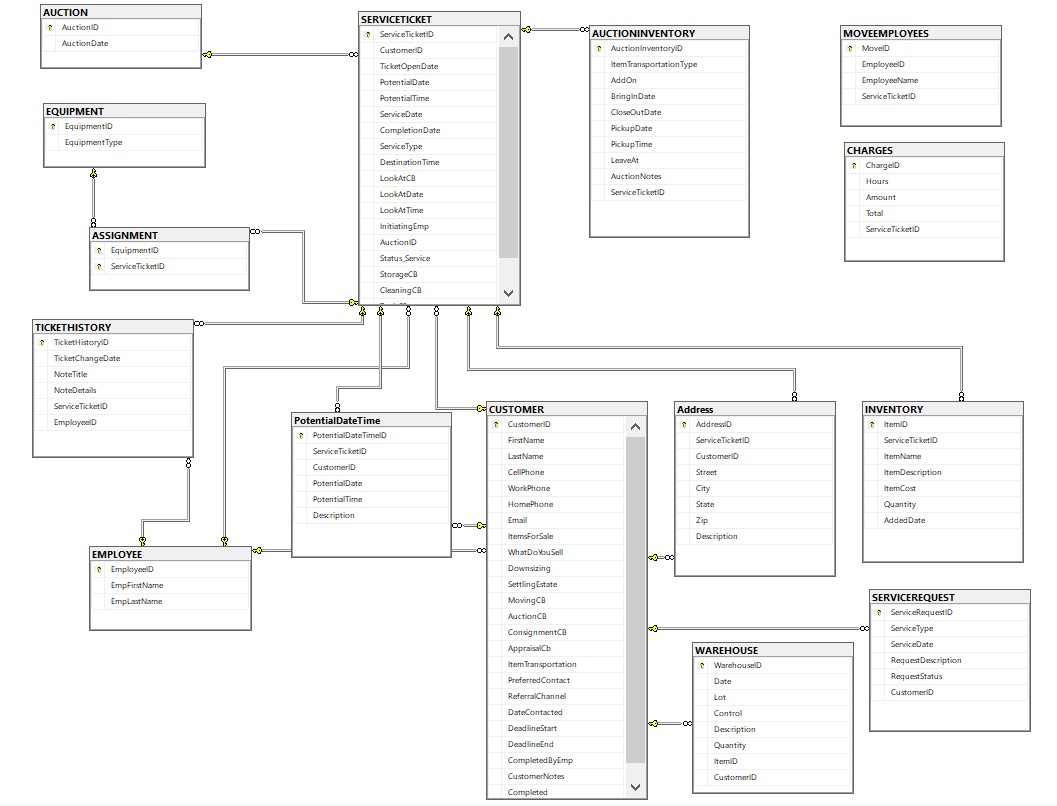 AUCTION
AuctionID
AuctionDate
SERVICETICKET
ServiceTicketID
CustomerID
TicketOpenDate
PotentialDate
PotentialTime
ServiceDate
CompletionDate
ServiceType
DestinationTime
LookAtCB
LookAtDate
LookAtTime
InitiatingEmp
AuctionID
Status_Service
StorageCB
CleaningCB
AUCTIONINVENTORY
AuctionInventoryID
ItemTransportationType
AddOn
BringInDate
CloseOutDate
PickupDate
PickupTime
LeaveAt
AuctionNotes
ServiceTicketID
MOVEEMPLOYEES
MoveID
EmployeeID
EmployeeName
ServiceTicketID
EQUIPMENT
EquipmentID
EquipmentType
CHARGES
ChargeID
Hours
Amount
Total
ServiceTicketID
ASSIGNMENT
EquipmentID
ServiceTicketID
TICKETHISTORY
TicketHistoryID
TicketChangeDate
NoteTitle
NoteDetails
ServiceTicketID
EmployeeID
PotentialDateTime
PotentialDateTimeID
ServiceTicketID
CustomerID
PotentialDate
PotentialTime
Description
CUSTOMER
CustomerID
FirstName
LastName
CellPhone
WorkPhone
HomePhone
Email
ItemsForSale
WhatDoYouSell
Downsizing
SettlingEstate
MovingCB
AuctionCB
ConsignmentCB
AppraisalCb
ItemTransportation
PreferredContact
ReferralChannel
DateContacted
DeadlineStart
DeadlineEnd
CompletedByEmp
CustomerNotes
Completed
Address
AddressID
ServiceTicketID
CustomerID
Street
City
State
Zip
Description
INVENTORY
ItemID
ServiceTicketID
ItemName
ItemDescription
ItemCost
Quantity
AddedDate
EMPLOYEE
EmployeeID
EmpFirstName
EmpLastName
SERVICEREQUEST
ServiceRequestID
ServiceType
ServiceDate
RequestDescription
RequestStatus
CustomerID
WAREHOUSE
WarehouseID
Date
Lot
Control
Description
Quantity
ItemID
CustomerID